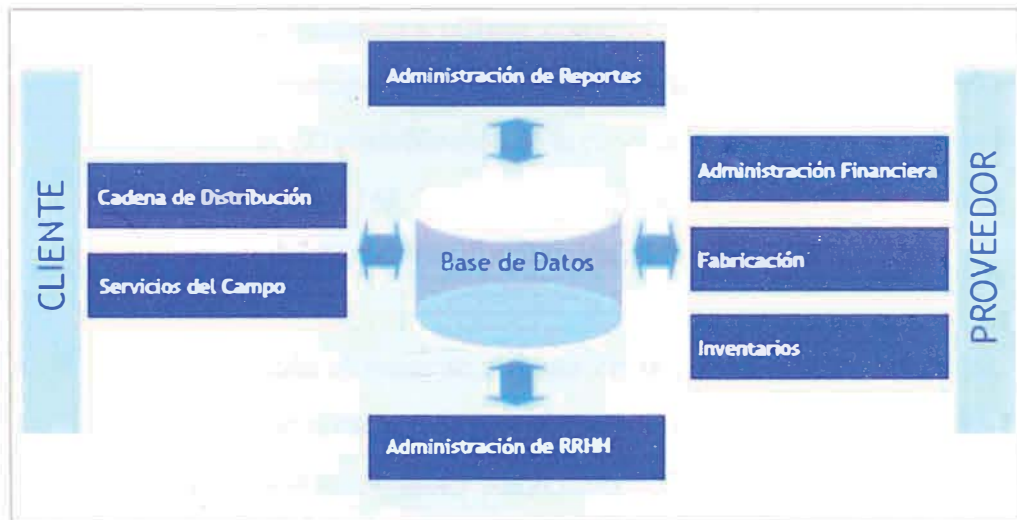 Administración de Reportes
CLIENTE
Cadena de Distribución
Servicios del Campo
Base de Datos
Administración Financiera
Fabricación
Inventarios
PROVEEDOR
Administración de RRHH